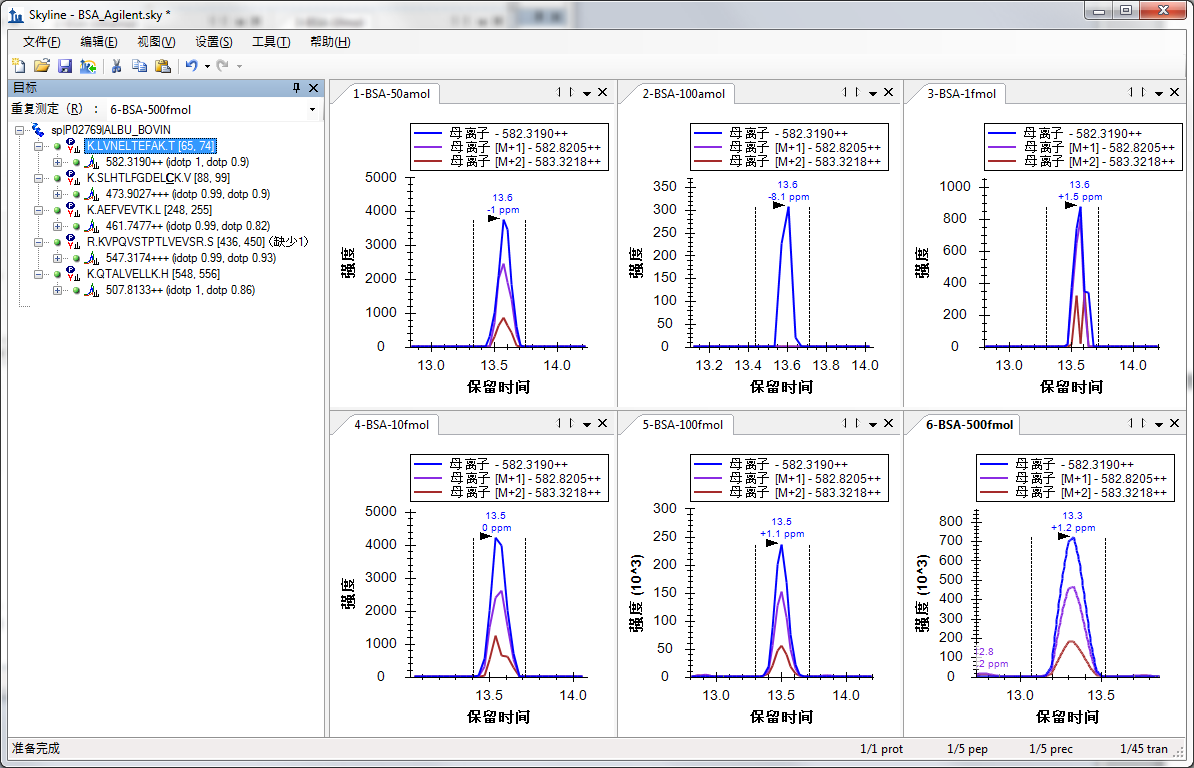 Skyline - BSA_Agilent.sky *
文件(F) 编辑(E) 视图(V) 设置(S) 工具(T) 帮助(H)
目标
重复测定 (R) : 6-BSA-500fmol
sp|P02769|ALBU_BOVIN
K.LVNELTEFAK.T [65, 74]
582.3190++ (idotp 1, dotp 0.9)
K.SLHTLFGDELCK.V [88, 99]
473.9027+++ (idotp 0.99, dotp 0.9)
K.AEFVEVTK.L [248, 255]
461.7477++ (idotp 0.99, dotp 0.82)
R.KVPQVSTPTLVEVSR.S [436, 450] (缺少1)
547.3174+++ (idotp 0.99, dotp 0.93)
K.QTALVELLK.H [548, 556]
507.8133++ (idotp 1, dotp 0.86)
1-BSA-50amol
母离子 - 582.3190++
母离子 [M+1] - 582.8205++
母离子 [M+2] - 583.3218++
强度
5000
4000
3000
2000
1000
0
13.6
-1 ppm
13.0 13.5 14.0
保留时间
2-BSA-100amol
母离子 - 582.3190++
母离子 [M+1] - 582.8205++
母离子 [M+2] - 583.3218++
强度
350
300
250
200
150
100
50
0
13.6
-8.1 ppm
13.2 13.4 13.6 13.8 14.0
保留时间
3-BSA-1fmol
母离子 - 582.3190++
母离子 [M+1] - 582.8205++
母离子 [M+2] - 583.3218++
强度
1000
800
600
400
200
0
13.6
+1.5 ppm
13.0 13.5 14.0
保留时间
4-BSA-10fmol
母离子 - 582.3190++
母离子 [M+1] - 582.8205++
母离子 [M+2] - 583.3218++
强度
5000
4000
3000
2000
1000
0
13.5
0 ppm
13.5 14.0
保留时间
5-BSA-100fmol
母离子 - 582.3190++
母离子 [M+1] - 582.8205++
母离子 [M+2] - 583.3218++
强度 (10^3)
300
250
200
150
100
50
0
13.5
+1.1 ppm
13.0 13.5 14.0
保留时间
6-BSA-500fmol
母离子 - 582.3190++
母离子 [M+1] - 582.8205++
母离子 [M+2] - 583.3218++
强度 (10^3)
800
700
600
500
400
300
200
100
0
13.3
+1.2 ppm
12.8
2 ppm
13.0 13.5
保留时间
准备完成 1/1 prot 1/5 pep 1/5 prec 1/45 tran